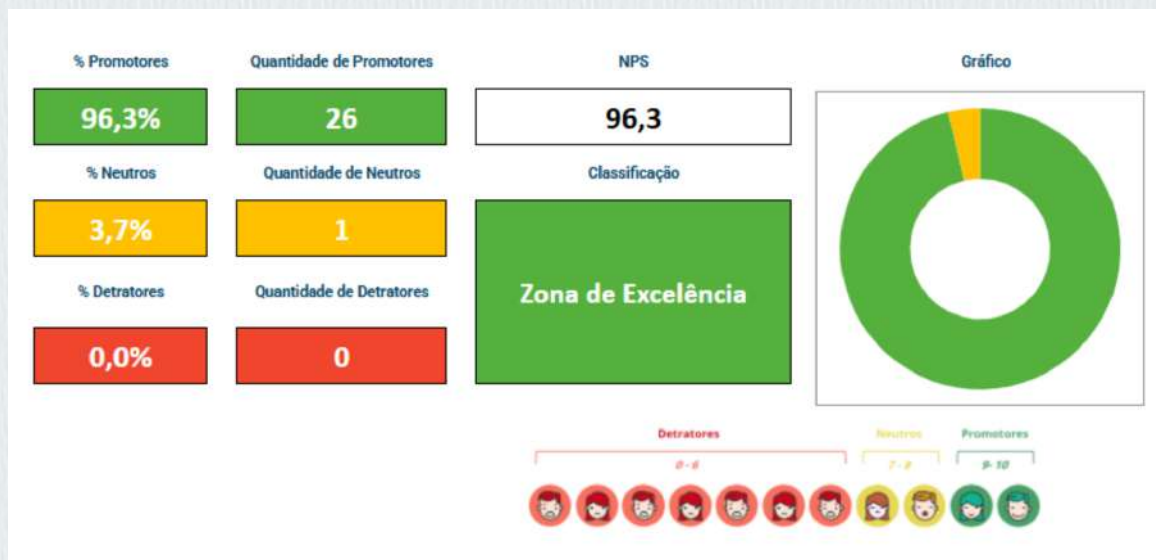 % Promotores
Quantidade de Promotores
NPS
Gráfico
96,3%
26
96,3
% Neutros
Quantidade de Neutros
Classificação
3,7%
1
Zona de Excelência
% Detratores
Quantidade de Detratores
0,0%
0
Detratores
Neutros
Promotores
0 - 6
7 - 8
9- 10